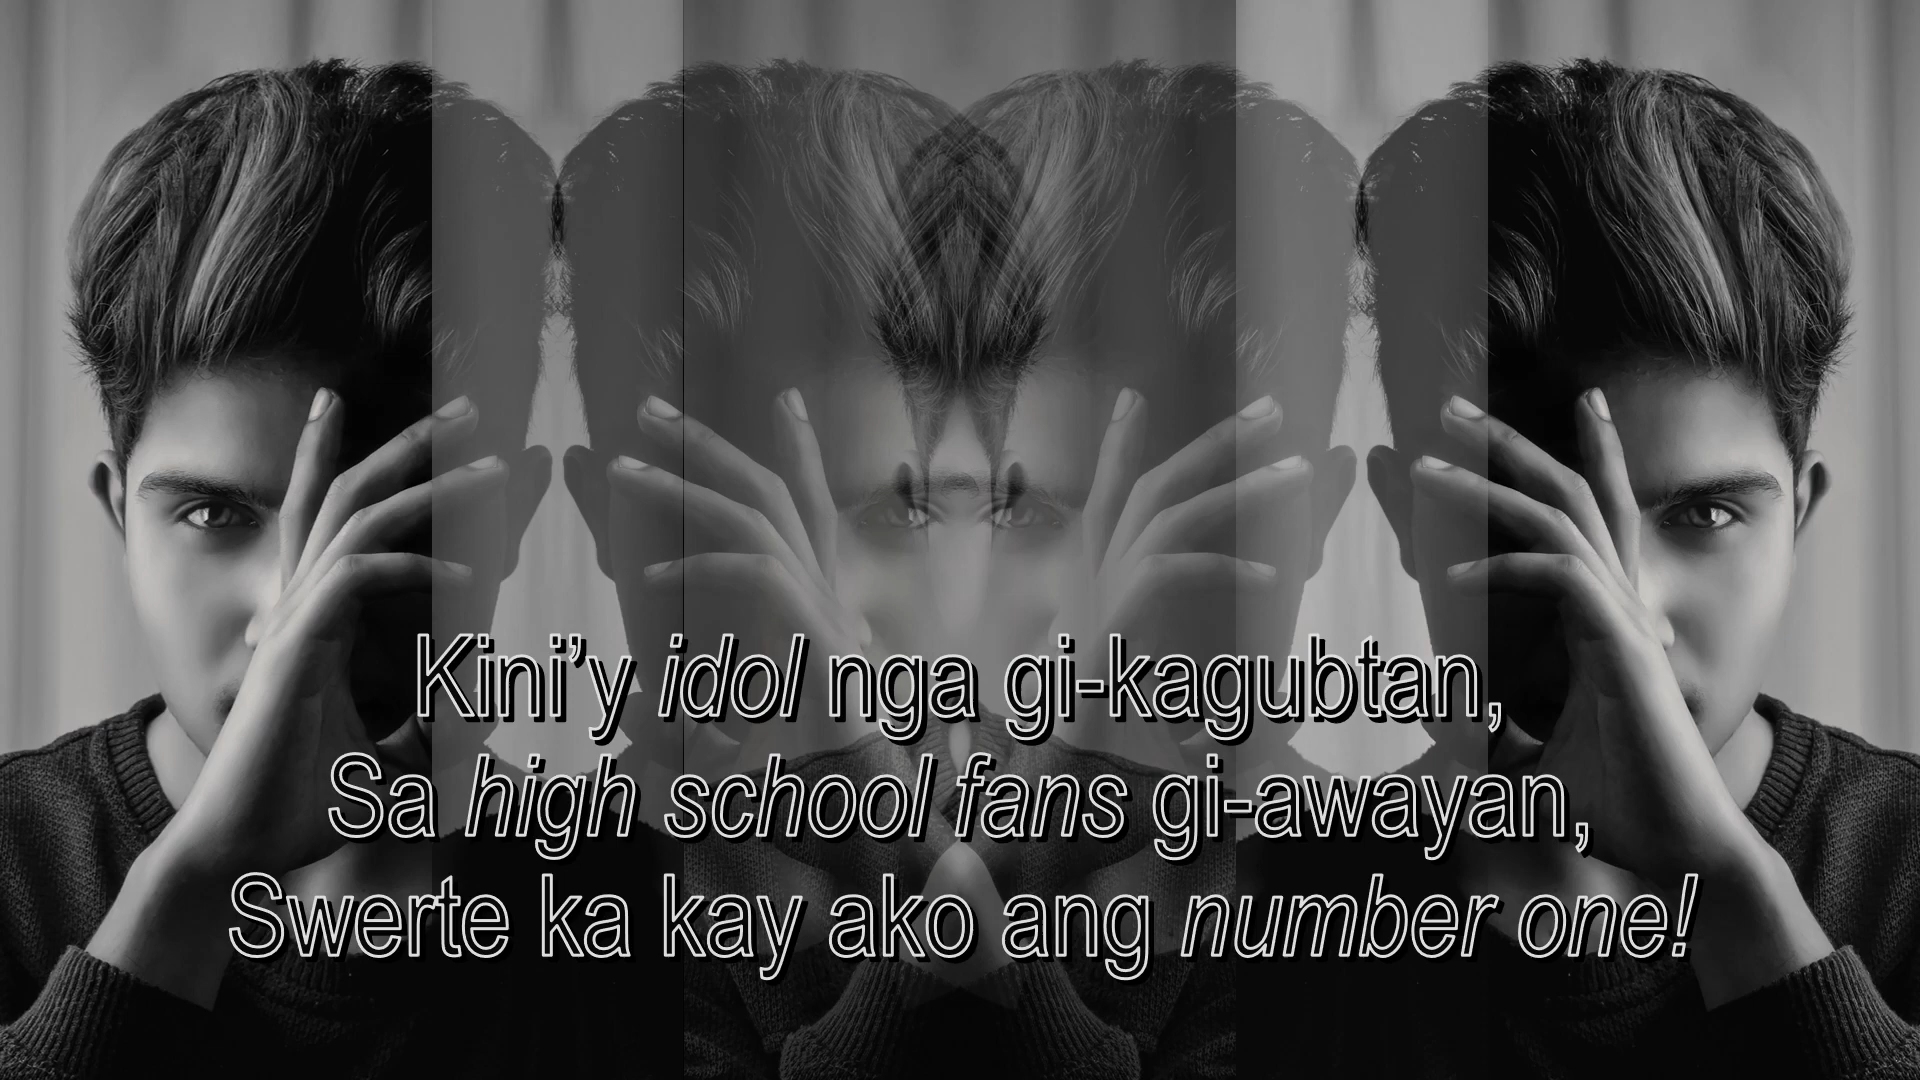 Kini’y idol nga gi-kagubtan,
Sa high school fans gi-awayan,
Swerte ka kay ako ang number one!